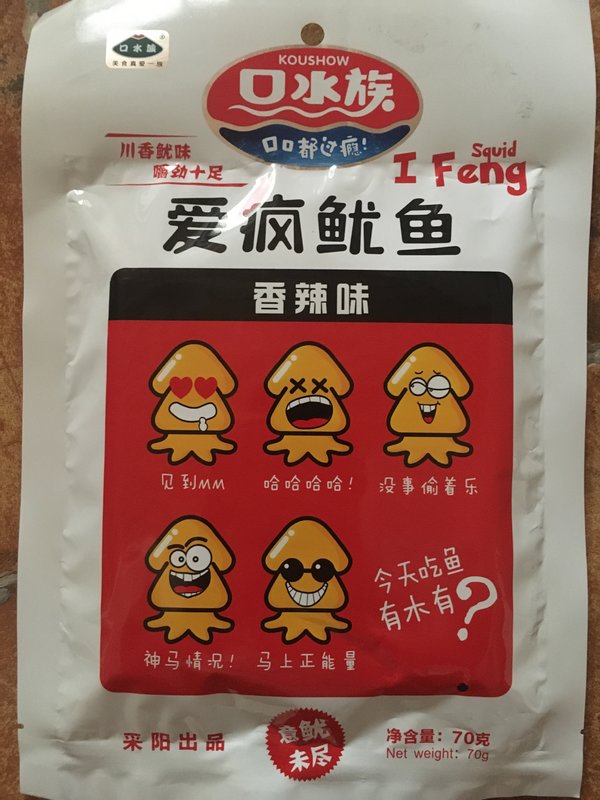 口水族
美食真爱一族
KOUSHOW
口水族
口口都过瘾!
川香鱿味
嚼劲十足
Squid
I Feng
爱疯鱿鱼
香辣味
见到MM
哈哈哈哈!
没事偷着乐
神马情况!
马上正能量
今天吃鱼
有木有?
采阳出品
意鱿
未尽
净含量: 70克
Net weight: 70g